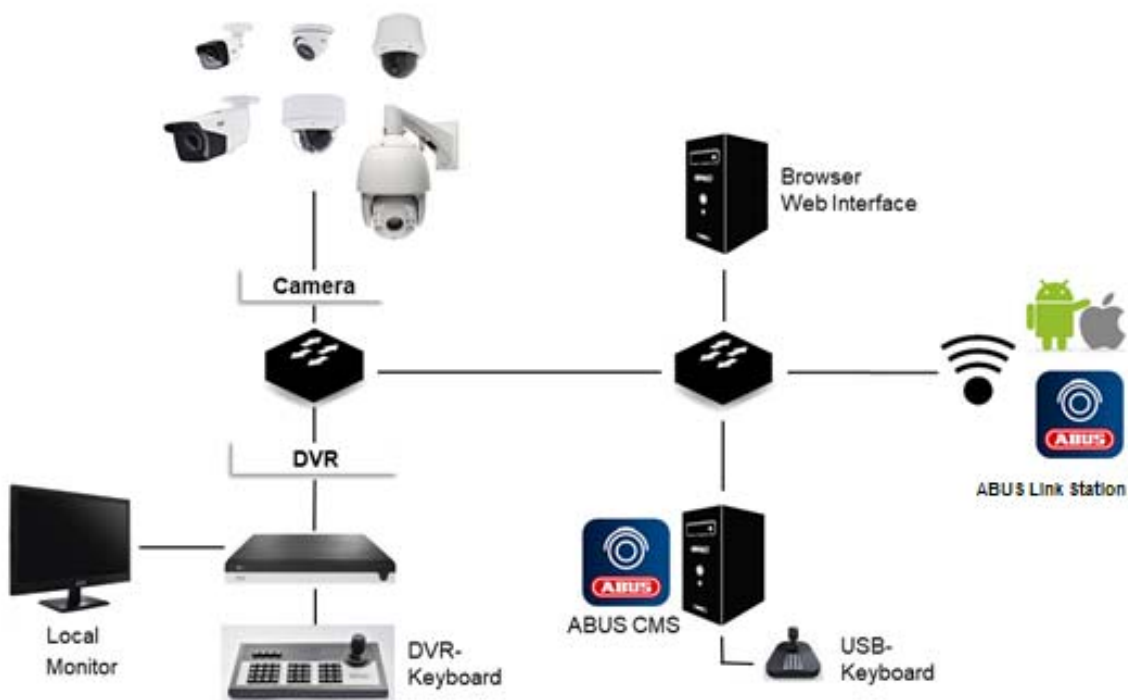 Browser
Web Interface
Camera
ABUS
ABUS Link Station
DVR
ABUS
ABUS CMS
Local
Monitor
DVR-
Keyboard
USB-
Keyboard